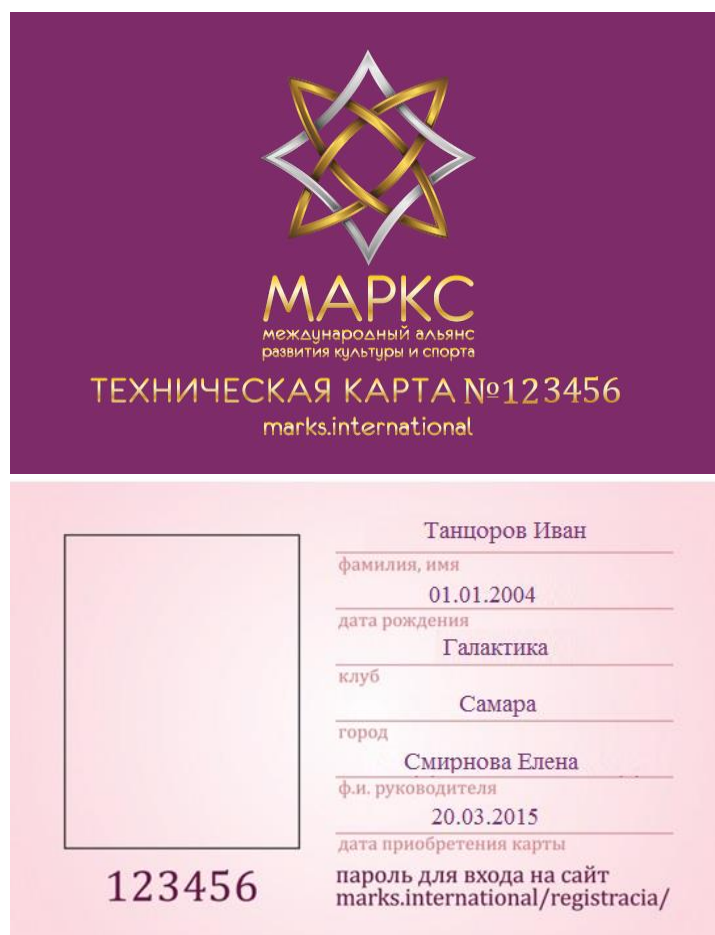 МАРКС
международный альянс
развития культуры и спорта
ТЕХНИЧЕСКАЯ КАРТА №123456
marks.international
Танцоров Иван
фамилия, имя
01.01.2004
дата рождения
Галактика
клуб
Самара
город
Смирнова Елена
ф.и. руководителя
20.03.2015
дата приобретения карты
123456
пароль для входа на сайт
marks.international/registracia/